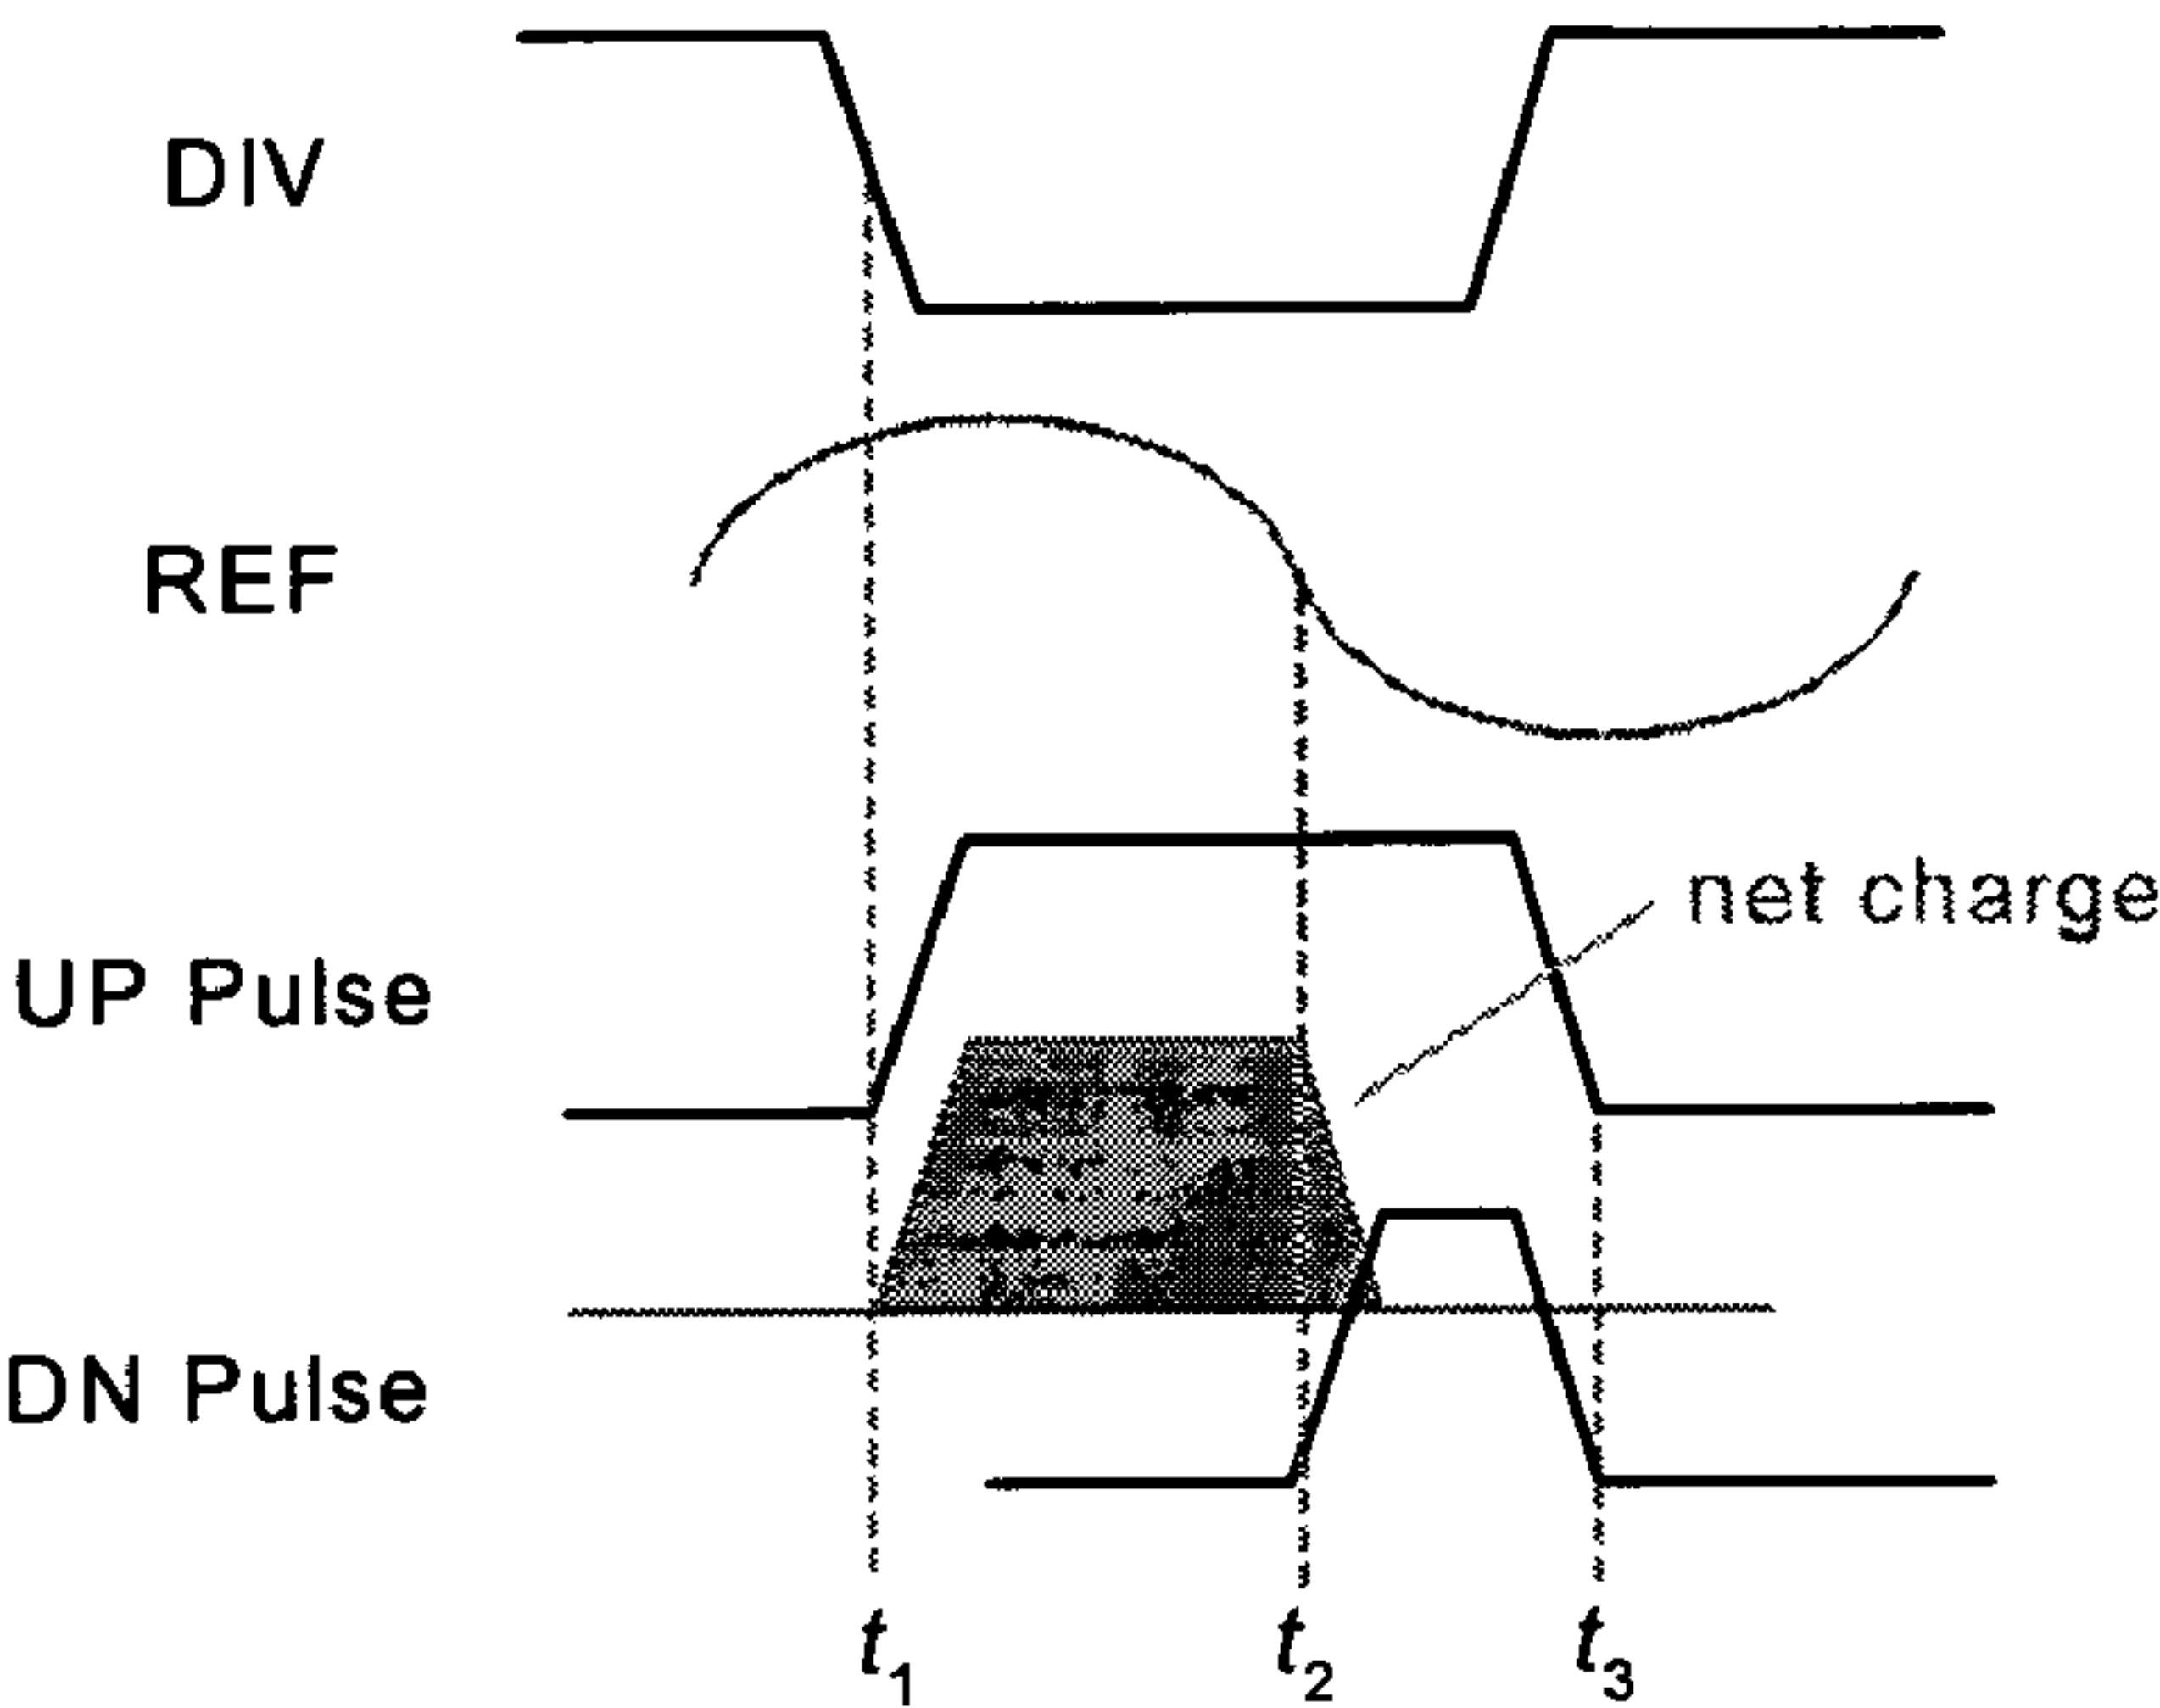 DIV
REF
UP Pulse
net charge
DN Pulse
t1
t2
t3